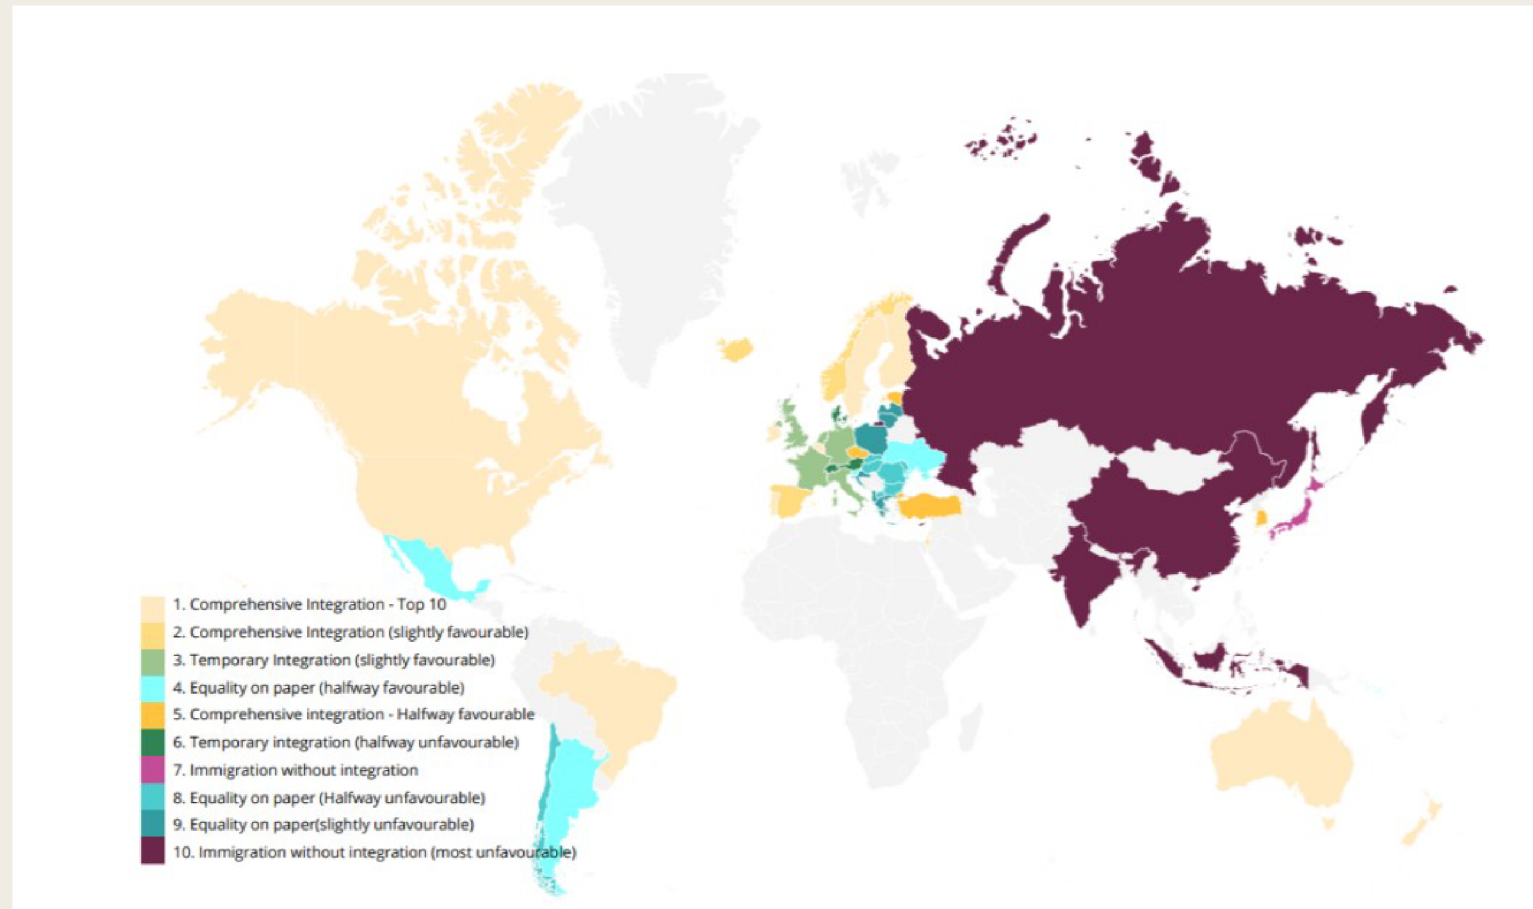 1. Comprehensive Integration - Top 10
2. Comprehensive Integration (slightly favourable)
3. Temporary Integration (slightly favourable)
4. Equality on paper (halfway favourable)
5. Comprehensive integration - Halfway favourable
6. Temporary integration (halfway unfavourable)
7. Immigration without integration
8. Equality on paper (Halfway unfavourable)
9. Equality on paper(slightly unfavourable)
10. Immigration without integration (most unfavourable)